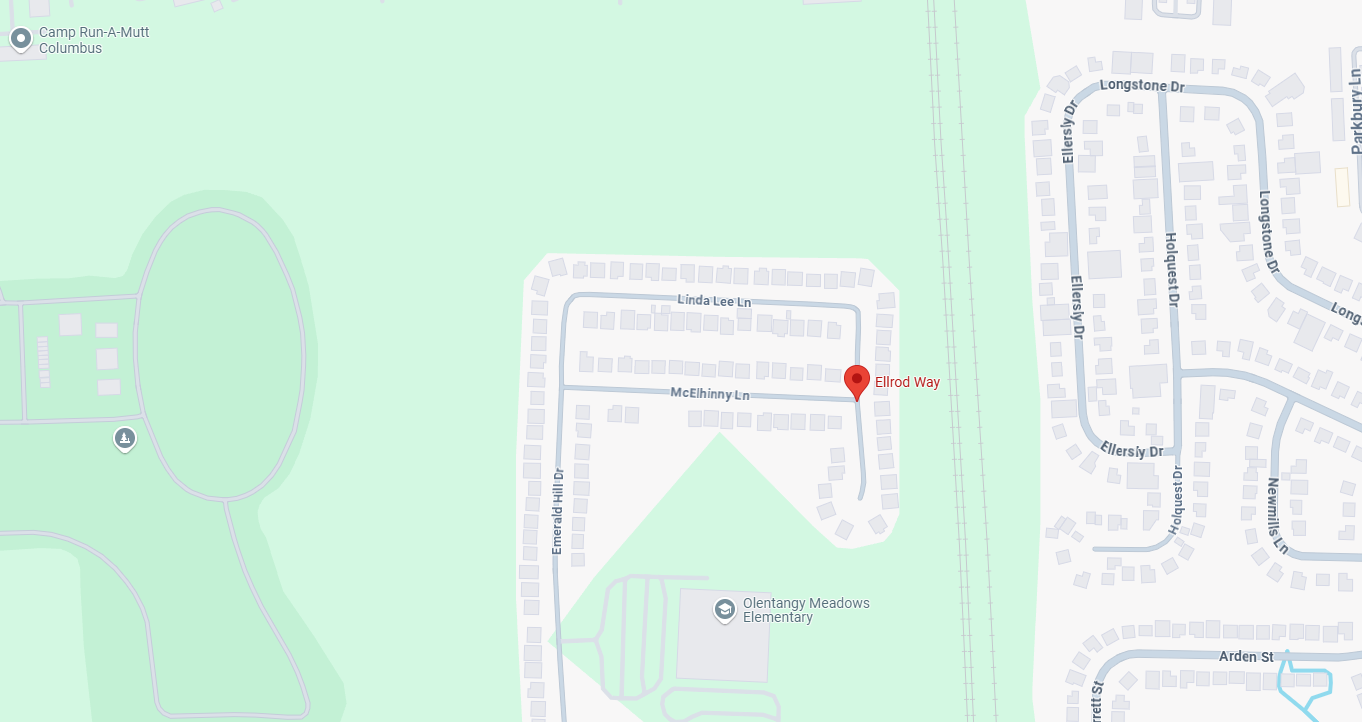 Camp Run-A-Mutt
Columbus
Longstone Dr
Parkbury Ln
Ellersly Dr
Longstone Dr
Holquest Dr
Ellersly Dr
Linda Lee Ln
Ellrod Way
McElhinny Ln
Ellersly Dr
Holquest Dr
Newmills Ln
Emerald Hill Dr
Olentangy Meadows
Elementary
Arden St